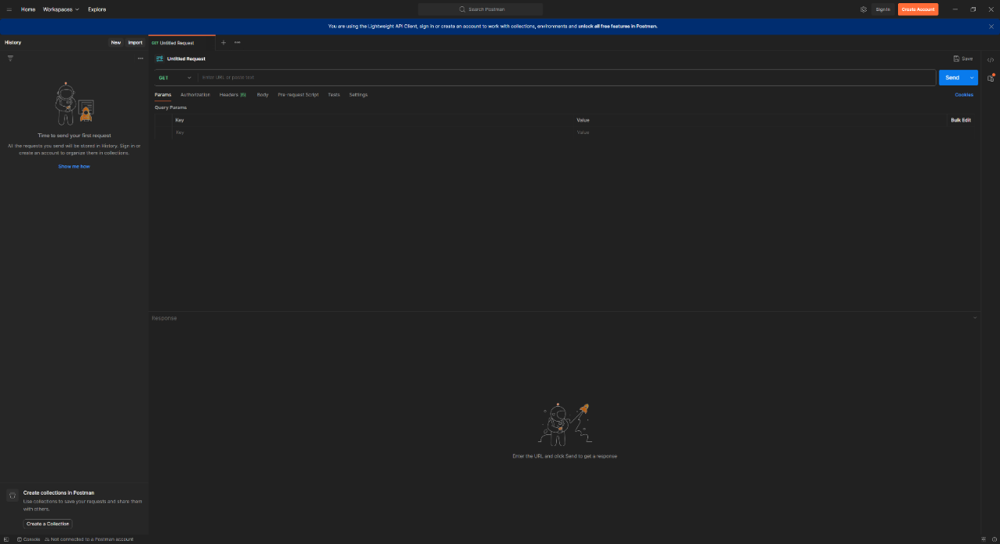 Home Workspaces Explore
Search Postman
Sign In Create Account
You are using the Lightweight API Client, sign in or create an account to work with collections, environments and unlock all free features in Postman.
History New Import
GET Untitled Request
Untitled Request
Save
GET Enter URL or paste text
Send
Params Authorization Headers (6) Body Pre-request Script Tests Settings
Cookies
Query Params
Key Value Bulk Edit
Key Value
Time to send your first request
All the requests you send will be stored in History. Sign in or
create an account to organize them in collections.
Show me how
Response
Enter the URL and click Send to get a response
Create collections in Postman
Use collections to save your requests and share them
with others.
Create a Collection
Console Not connected to a Postman account